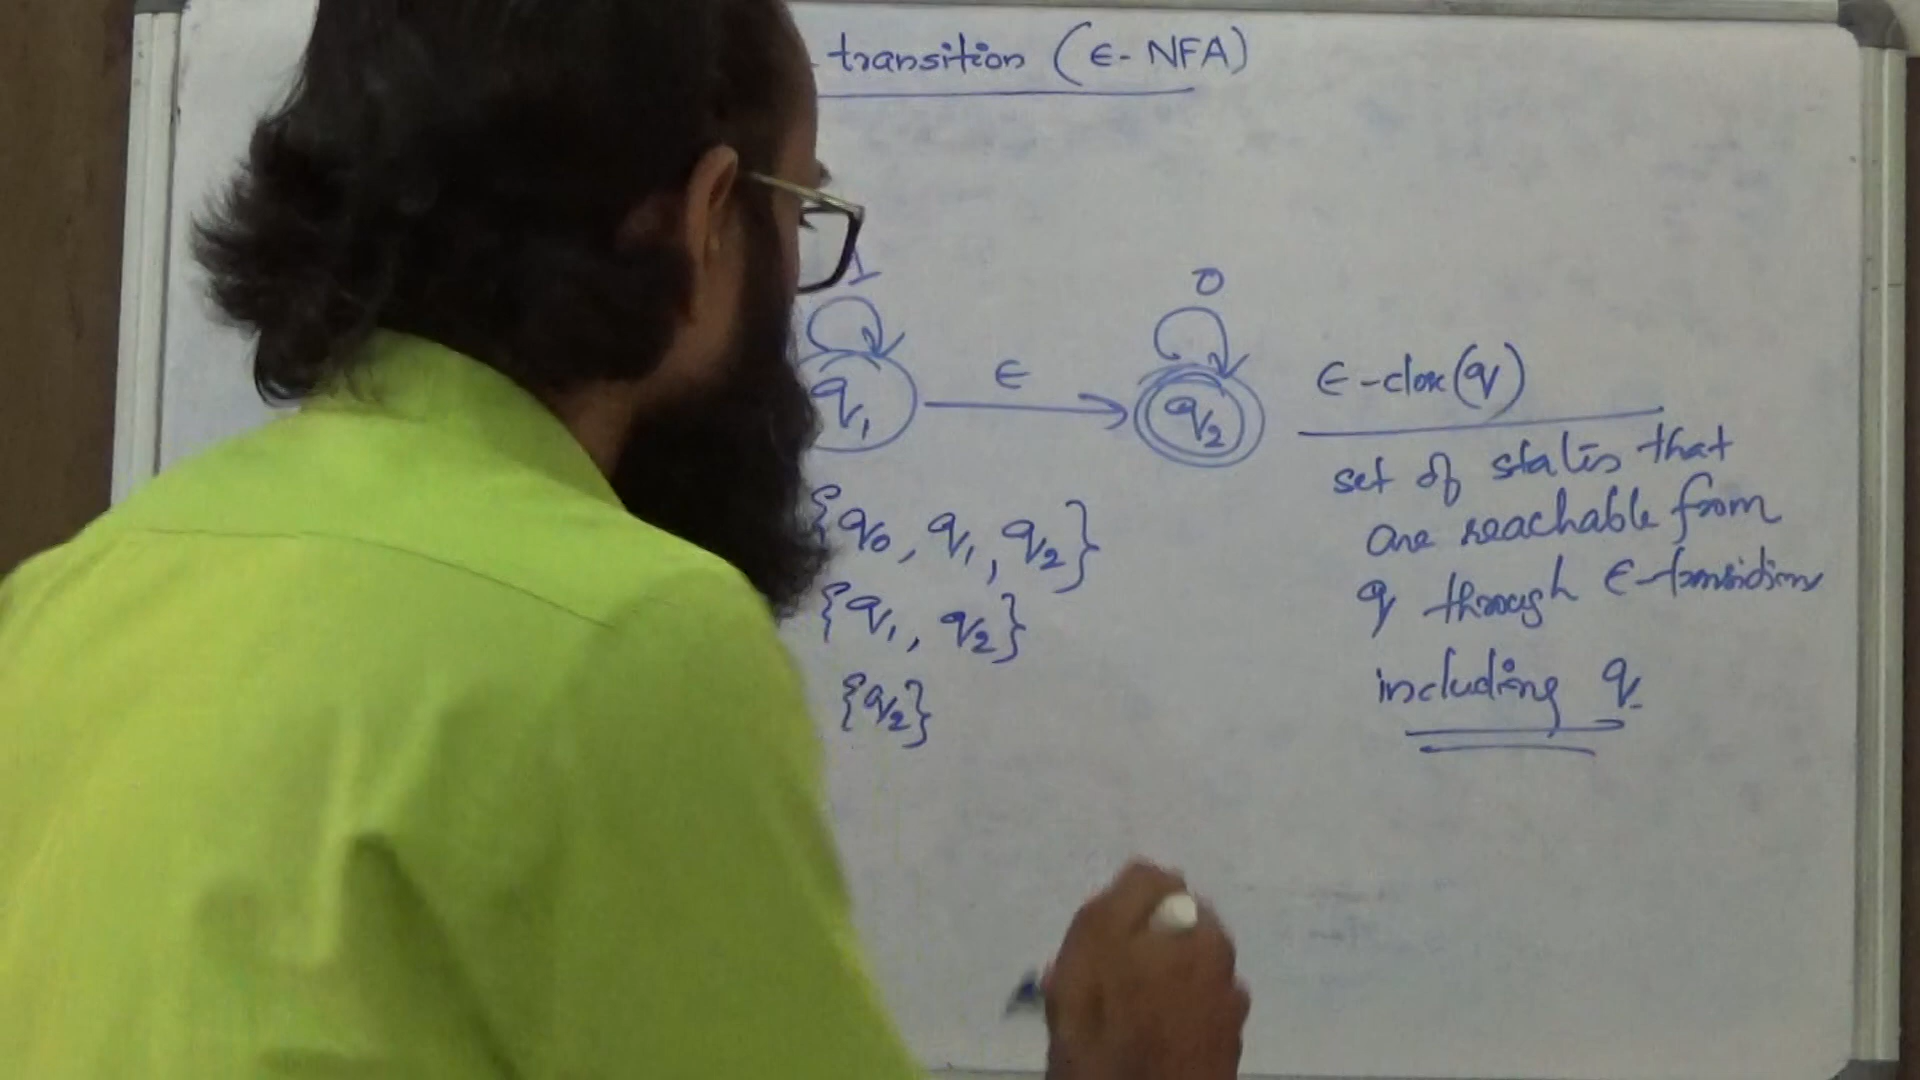 transition (ε- NFA)
1
0
q1
ε
q2
ε-clos(q)
set of states that
are reachable from
q through ε-transitions
including q
{q0, q1, q2}
{q1, q2}
{q2}